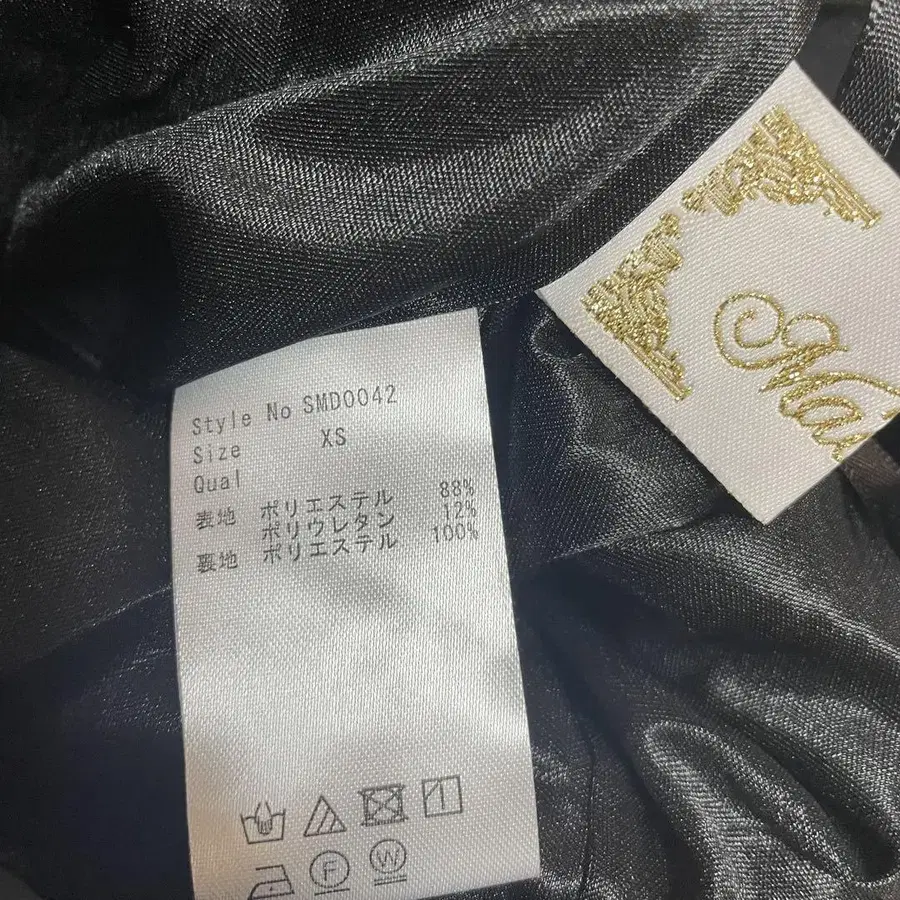 Style No SMD0042
Size XS
Qual
表地 ポリエステル 88%
ポリウレタン 12%
裏地 ポリエステル 100%
F
W